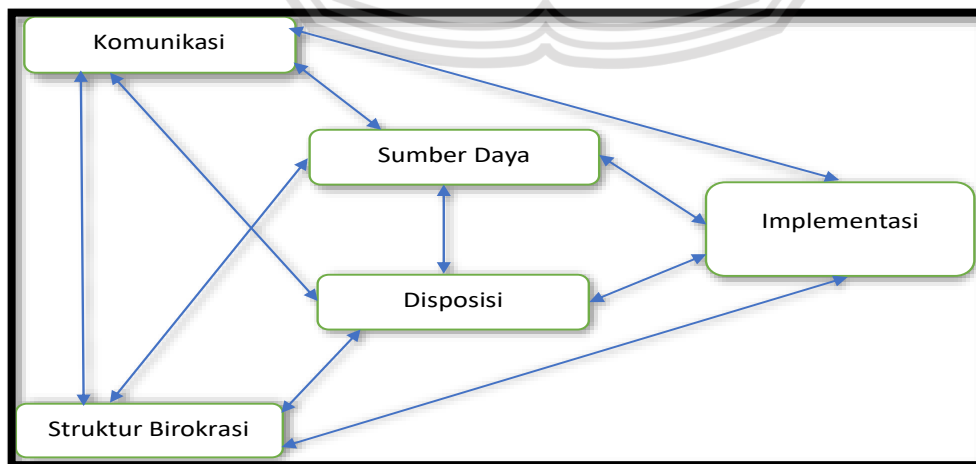 Komunikasi
Sumber Daya
Implementasi
Disposisi
Struktur Birokrasi